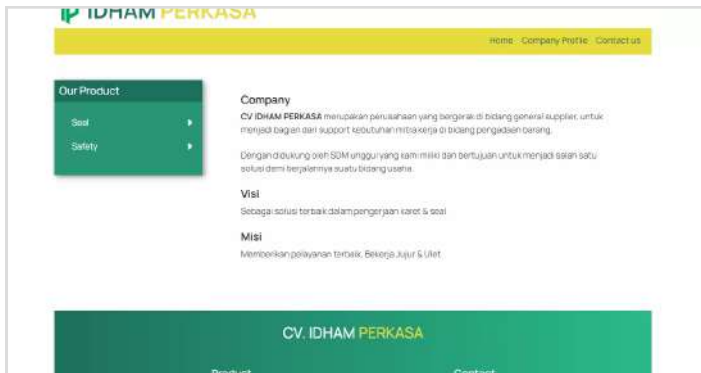 IDHAM PERKASA
Home Company Profile Contact us
Our Product
Seal
Safety
Company
CV IDHAM PERKASA merupakan perusahaan yang bergerak di bidang general supplier, untuk
menjadi bagian dari support kebutuhan mitra kerja di bidang pengadaan barang.
Dengan didukung oleh SDM unggul yang kami miliki dan bertujuan untuk menjadi salah satu
solusi demi berjalannya suatu bidang usaha.
Visi
Sebagai solusi terbaik dalam pengerjaan karet & seal
Misi
Memberikan pelayanan terbaik, Bekerja Jujur & Ulet
CV. IDHAM PERKASA
Product Contact